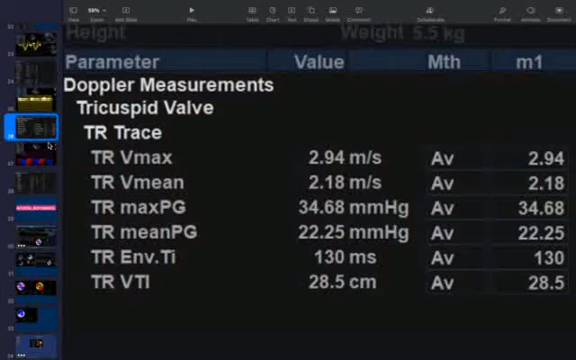 58%
Height Weight 5.5 kg
Parameter Value Mth m1
Doppler Measurements
Tricuspid Valve
TR Trace
TR Vmax 2.94 m/s Av 2.94
TR Vmean 2.18 m/s Av 2.18
TR maxPG 34.68 mmHg Av 34.68
TR meanPG 22.25 mmHg Av 22.25
TR Env.Ti 130 ms Av 130
TR VTI 28.5 cm Av 28.5